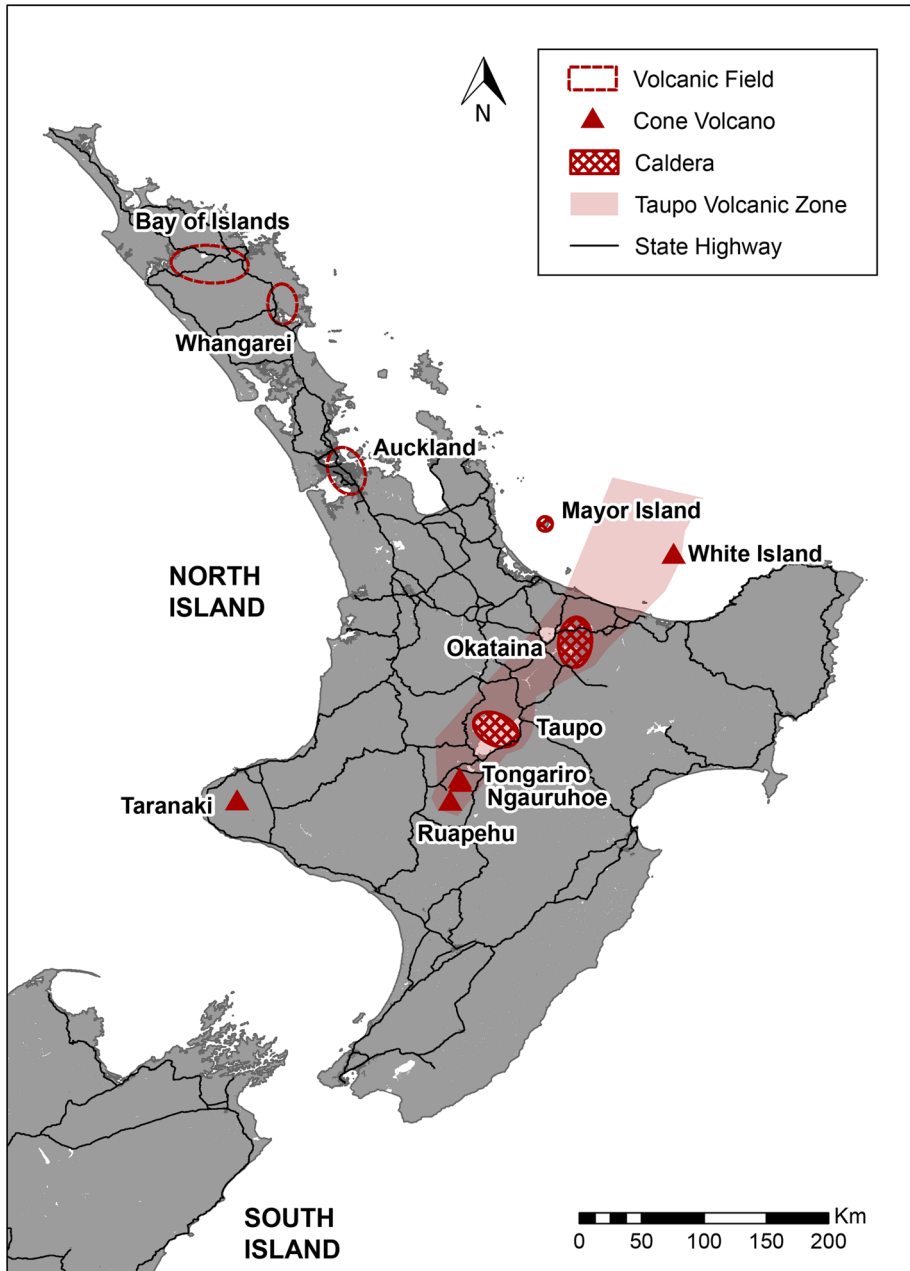 N
Volcanic Field
Cone Volcano
Caldera
Taupo Volcanic Zone
State Highway
Bay of Islands
Whangarei
Auckland
Mayor Island
White Island
NORTH
ISLAND
Okataina
Taupo
Tongariro
Ngauruhoe
Taranaki
Ruapehu
SOUTH
ISLAND
Km
0 50 100 150 200